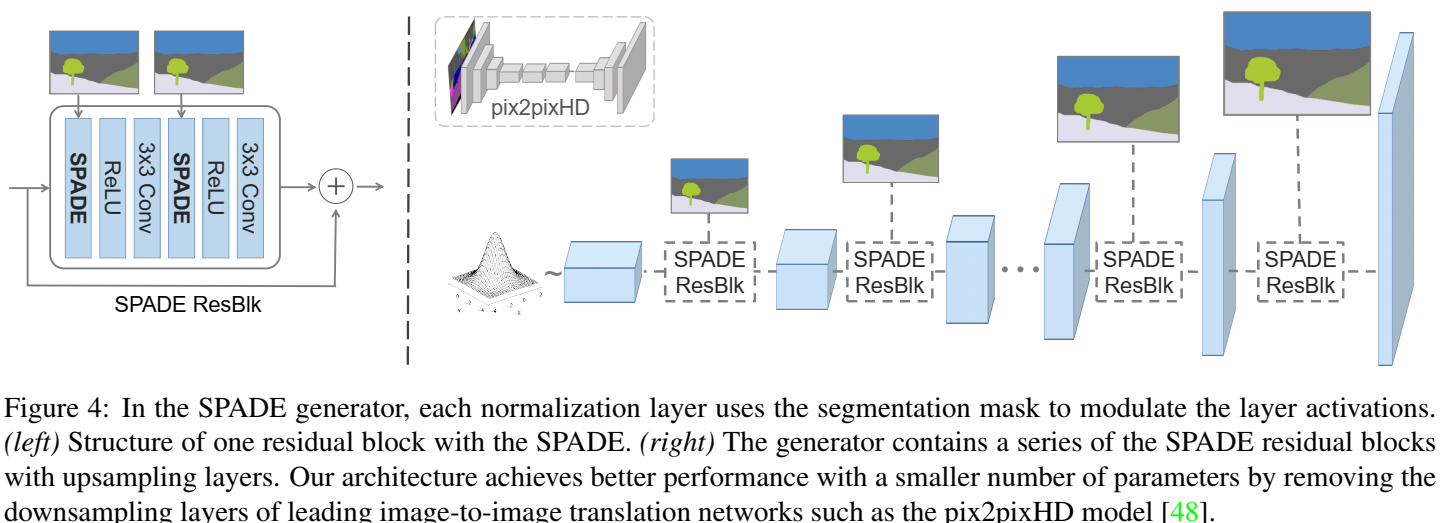 SPADE
ReLU
3x3 Conv
SPADE
ReLU
3x3 Conv
+
SPADE ResBlk
pix2pixHD
~
SPADE
ResBlk
SPADE
ResBlk
SPADE
ResBlk
SPADE
ResBlk
Figure 4: In the SPADE generator, each normalization layer uses the segmentation mask to modulate the layer activations.
(left) Structure of one residual block with the SPADE. (right) The generator contains a series of the SPADE residual blocks
with upsampling layers. Our architecture achieves better performance with a smaller number of parameters by removing the
downsampling layers of leading image-to-image translation networks such as the pix2pixHD model [48].